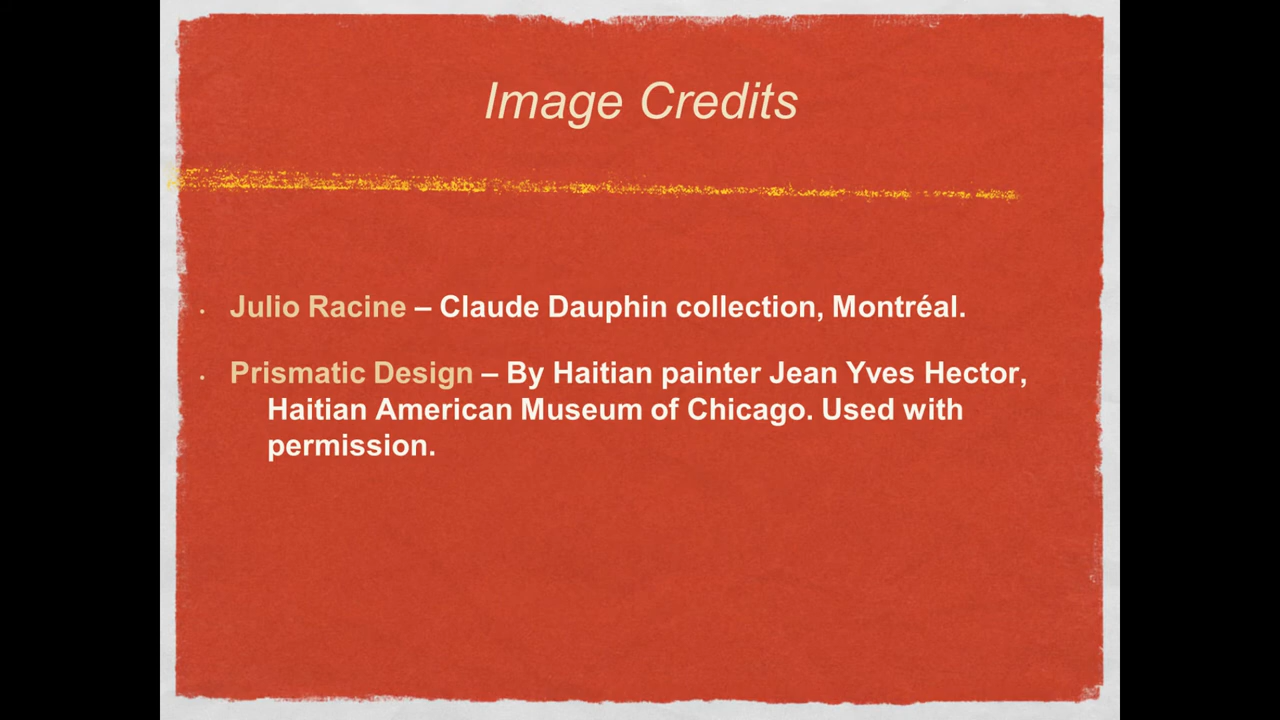 Image Credits
· Julio Racine – Claude Dauphin collection, Montréal.
· Prismatic Design – By Haitian painter Jean Yves Hector,
Haitian American Museum of Chicago. Used with
permission.